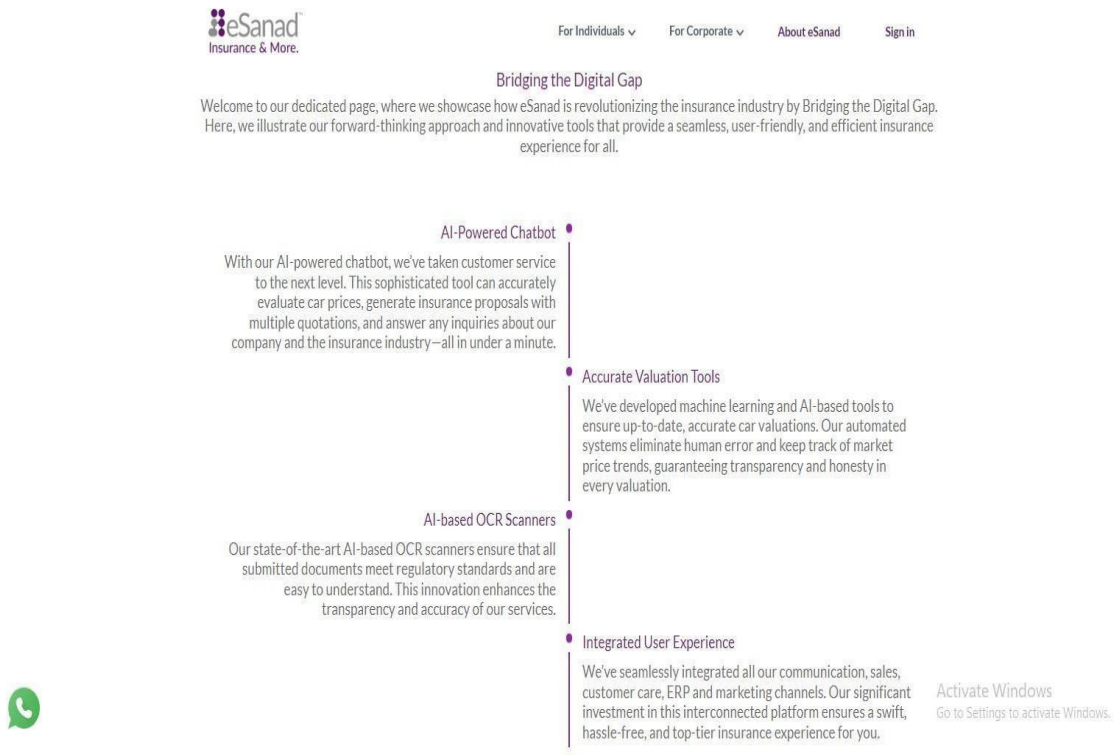 eSanad
Insurance & More.
For Individuals
For Corporate
About eSanad
Sign in
Bridging the Digital Gap
Welcome to our dedicated page, where we showcase how eSanad is revolutionizing the insurance industry by Bridging the Digital Gap.
Here, we illustrate our forward-thinking approach and innovative tools that provide a seamless, user-friendly, and efficient insurance
experience for all.
AI-Powered Chatbot
With our AI-powered chatbot, we've taken customer service
to the next level. This sophisticated tool can accurately
evaluate car prices, generate insurance proposals with
multiple quotations, and answer any inquiries about our
company and the insurance industry—all in under a minute.
Accurate Valuation Tools
We've developed machine learning and AI-based tools to
ensure up-to-date, accurate car valuations. Our automated
systems eliminate human error and keep track of market
price trends, guaranteeing transparency and honesty in
every valuation.
AI-based OCR Scanners
Our state-of-the-art AI-based OCR scanners ensure that all
submitted documents meet regulatory standards and are
easy to understand. This innovation enhances the
transparency and accuracy of our services.
Integrated User Experience
We've seamlessly integrated all our communication, sales,
customer care, ERP and marketing channels. Our significant
investment in this interconnected platform ensures a swift,
hassle-free, and top-tier insurance experience for you.
Activate Windows
Go to Settings to activate Windows.